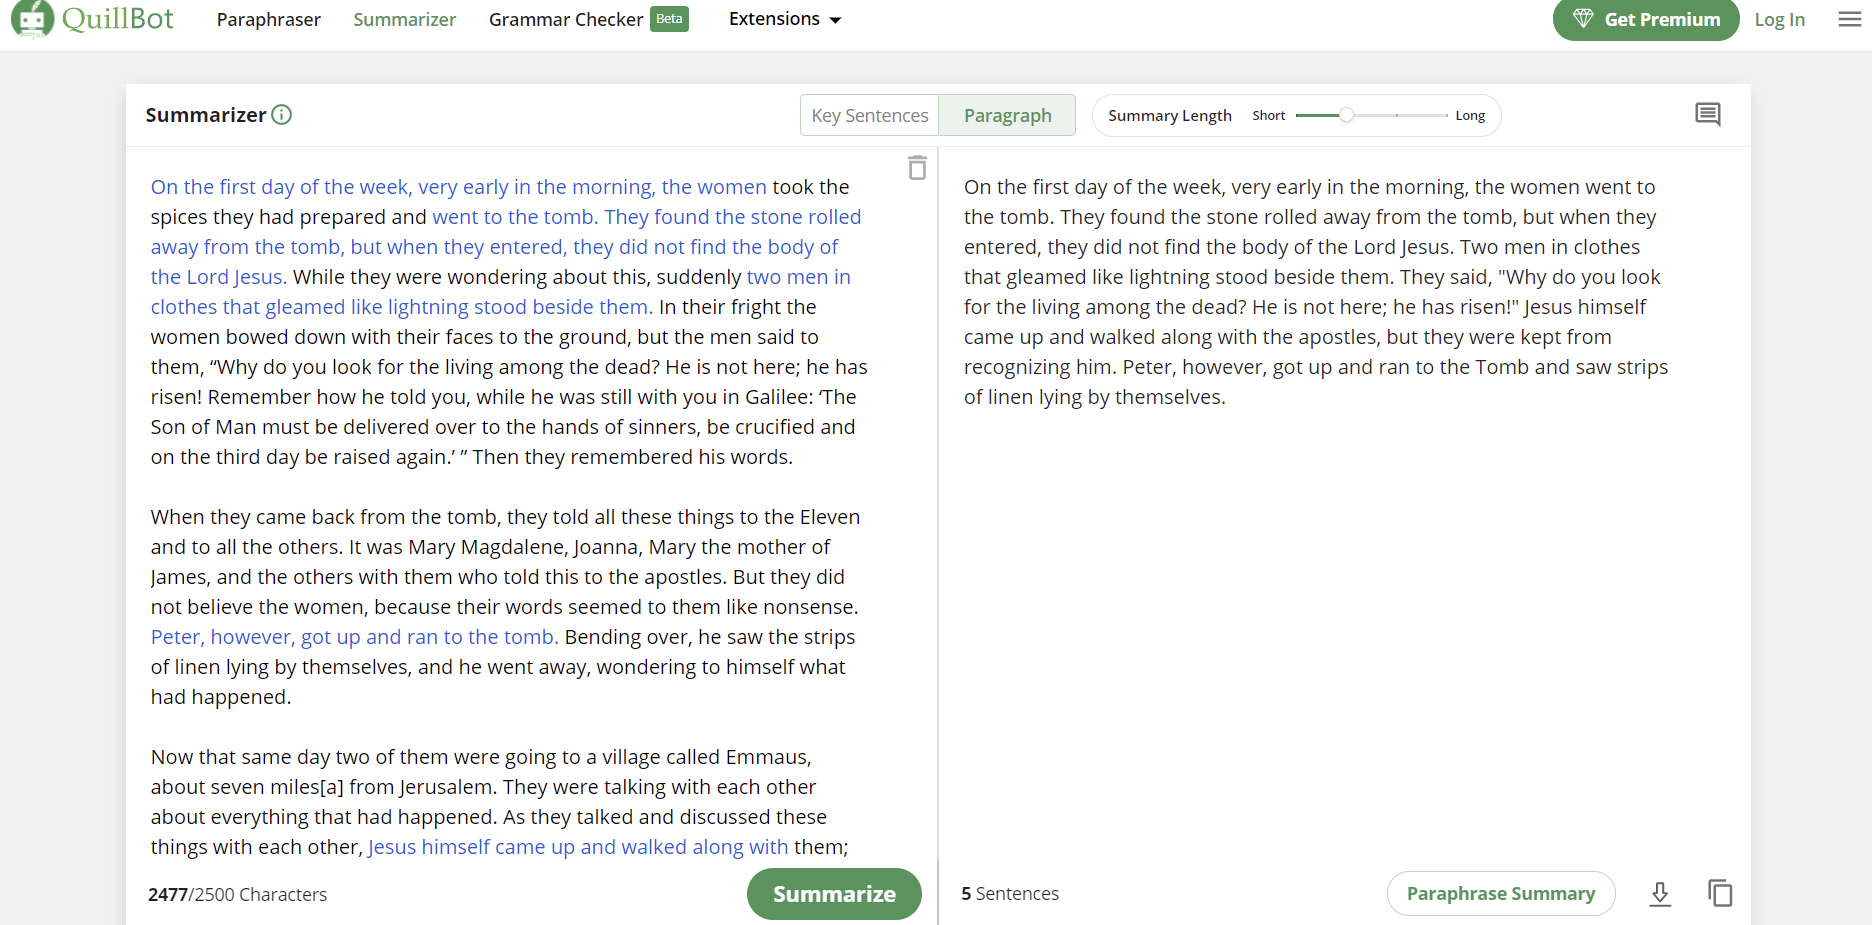 QuillBot
Paraphraser
Summarizer
Grammar Checker
Beta
Extensions
Get Premium
Log In
Summarizer
Key Sentences
Paragraph
Summary Length
Short
Long
On the first day of the week, very early in the morning, the women took the
spices they had prepared and went to the tomb. They found the stone rolled
away from the tomb, but when they entered, they did not find the body of
the Lord Jesus. While they were wondering about this, suddenly two men in
clothes that gleamed like lightning stood beside them. In their fright the
women bowed down with their faces to the ground, but the men said to
them, “Why do you look for the living among the dead? He is not here; he has
risen! Remember how he told you, while he was still with you in Galilee: ‘The
Son of Man must be delivered over to the hands of sinners, be crucified and
on the third day be raised again.’ ” Then they remembered his words.
When they came back from the tomb, they told all these things to the Eleven
and to all the others. It was Mary Magdalene, Joanna, Mary the mother of
James, and the others with them who told this to the apostles. But they did
not believe the women, because their words seemed to them like nonsense.
Peter, however, got up and ran to the tomb. Bending over, he saw the strips
of linen lying by themselves, and he went away, wondering to himself what
had happened.
Now that same day two of them were going to a village called Emmaus,
about seven miles[a] from Jerusalem. They were talking with each other
about everything that had happened. As they talked and discussed these
things with each other, Jesus himself came up and walked along with them;
2477/2500 Characters
Summarize
On the first day of the week, very early in the morning, the women went to
the tomb. They found the stone rolled away from the tomb, but when they
entered, they did not find the body of the Lord Jesus. Two men in clothes
that gleamed like lightning stood beside them. They said, "Why do you look
for the living among the dead? He is not here; he has risen!" Jesus himself
came up and walked along with the apostles, but they were kept from
recognizing him. Peter, however, got up and ran to the Tomb and saw strips
of linen lying by themselves.
5 Sentences
Paraphrase Summary